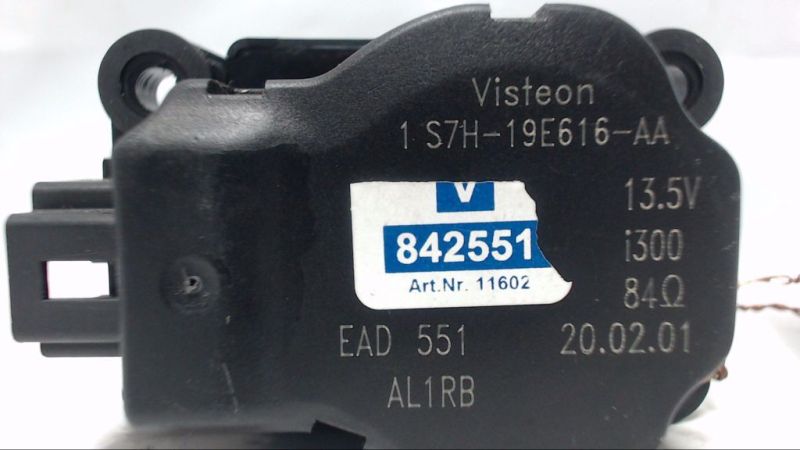 Visteon
1 S7H-19E616-AA
V
13.5V
842551
i300
Art.Nr. 11602
84Ω
EAD 551
20.02.01
AL1RB